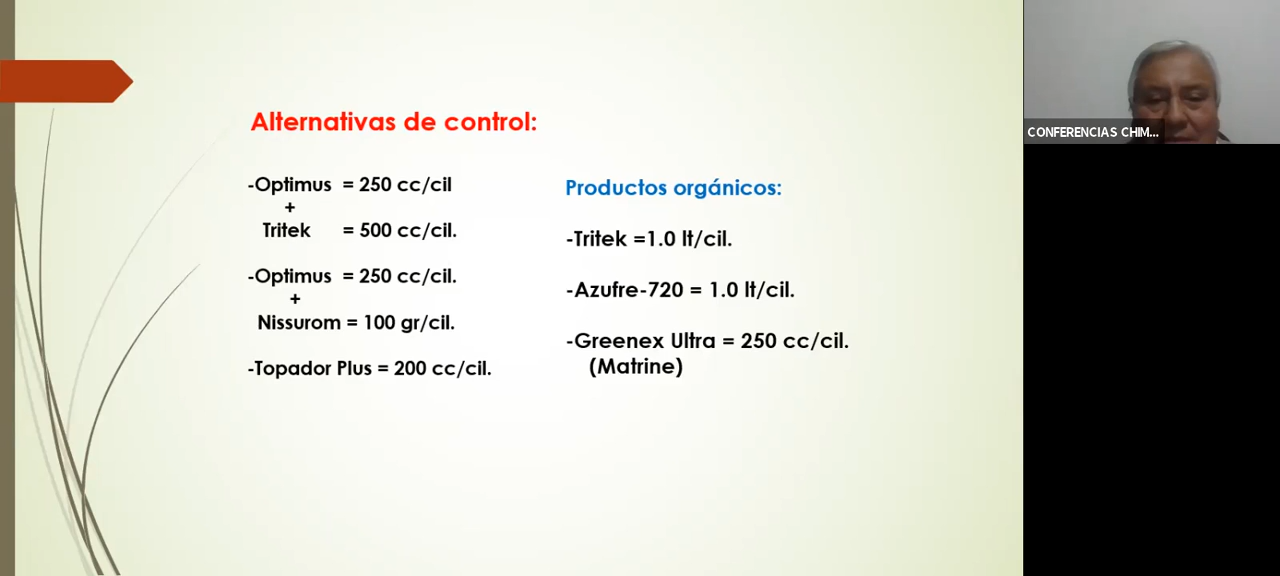 Alternativas de control:
-Optimus = 250 cc/cil
+
Tritek = 500 cc/cil.
-Optimus = 250 cc/cil.
+
Nissurom = 100 gr/cil.
-Topador Plus = 200 cc/cil.
Productos orgánicos:
-Tritek =1.0 lt/cil.
-Azufre-720 = 1.0 lt/cil.
-Greenex Ultra = 250 cc/cil.
(Matrine)
CONFERENCIAS CHIM...